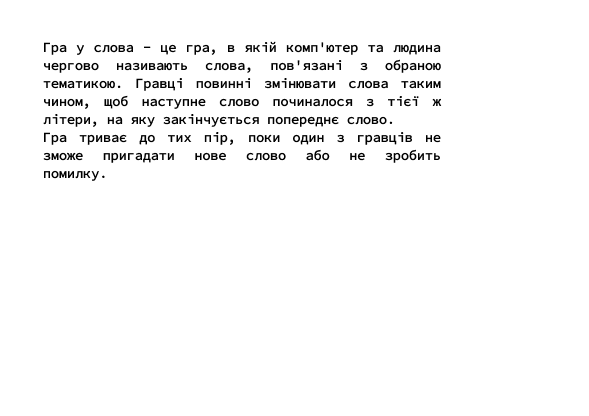 Гра у слова – це гра, в якій комп'ютер та людина
чергово називають слова, пов'язані з обраною
тематикою. Гравці повинні змінювати слова таким
чином, щоб наступне слово починалося з тієї ж
літери, на яку закінчується попереднє слово.
Гра триває до тих пір, поки один з гравців не
зможе пригадати нове слово або не зробить
помилку.